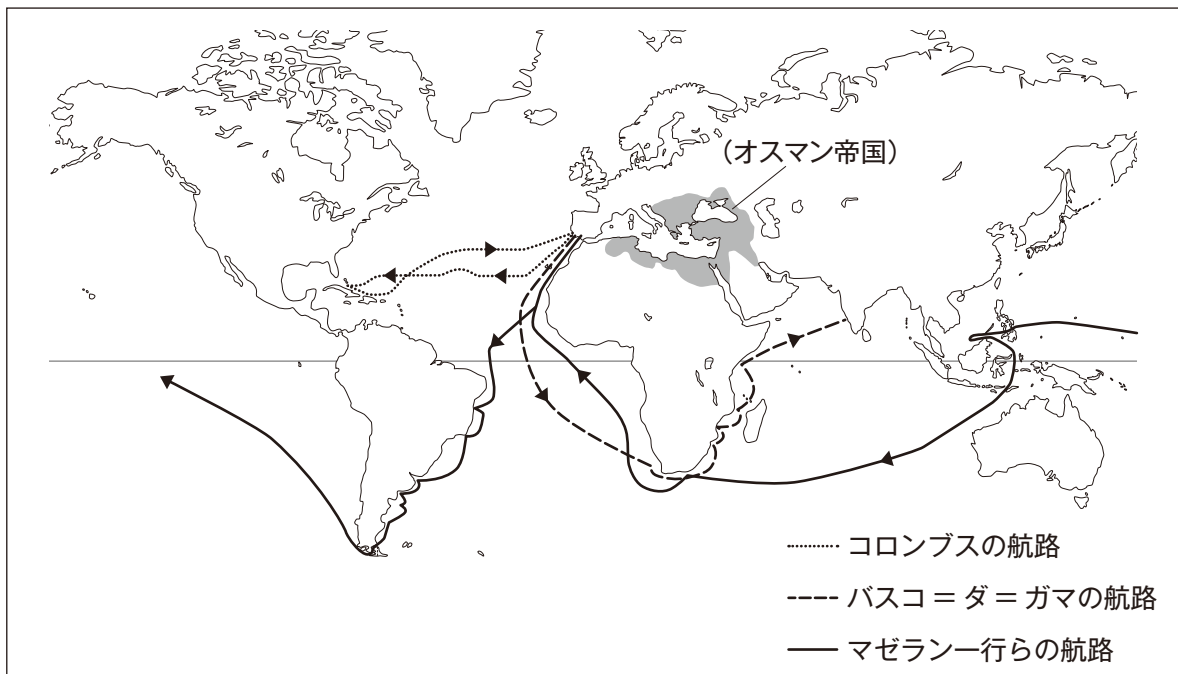 （オスマン帝国）
コロンブスの航路
バスコ＝ダ＝ガマの航路
マゼラン一行らの航路